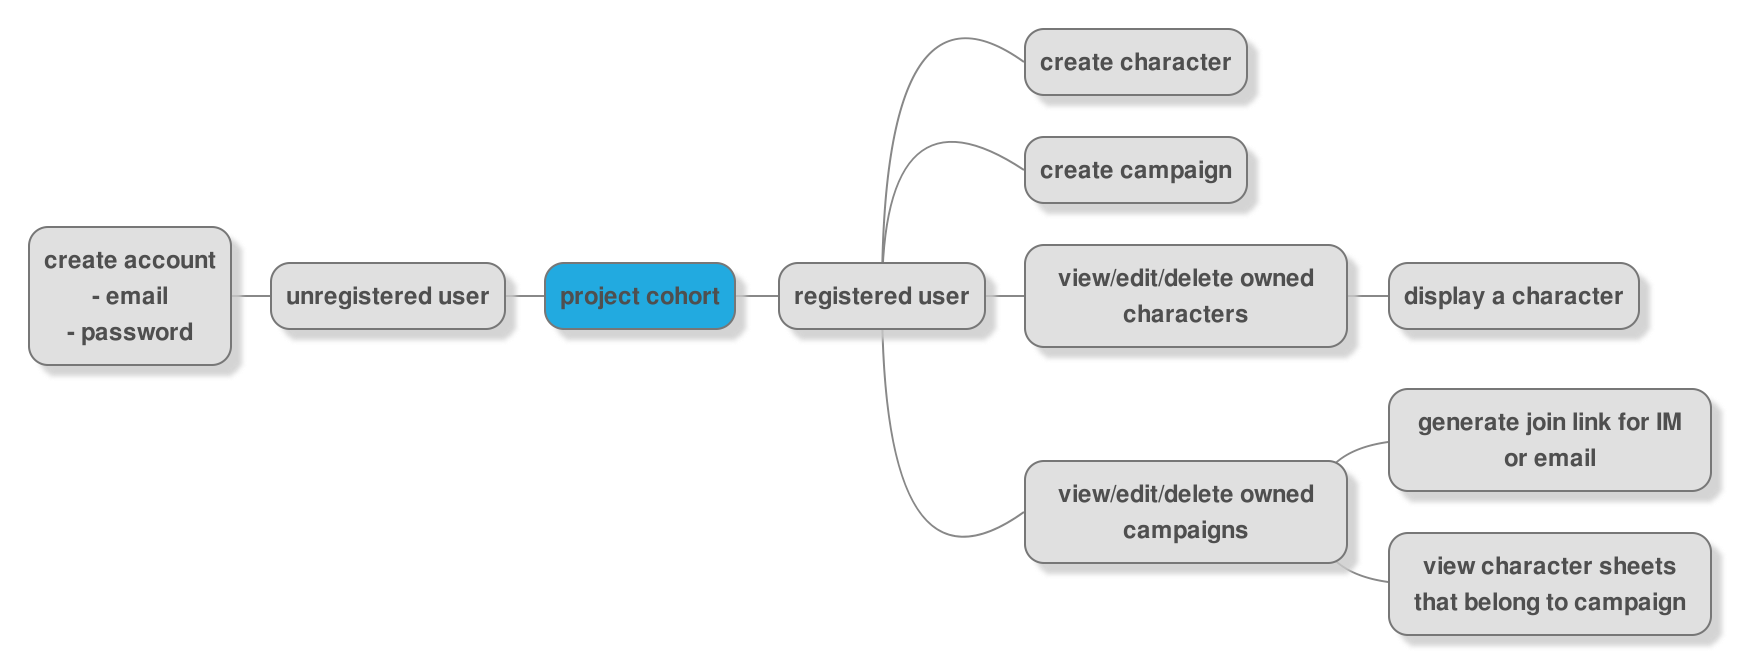 create character
create campaign
create account
- email
- password
unregistered user
project cohort
registered user
view/edit/delete owned
characters
display a character
generate join link for IM
or email
view/edit/delete owned
campaigns
view character sheets
that belong to campaign